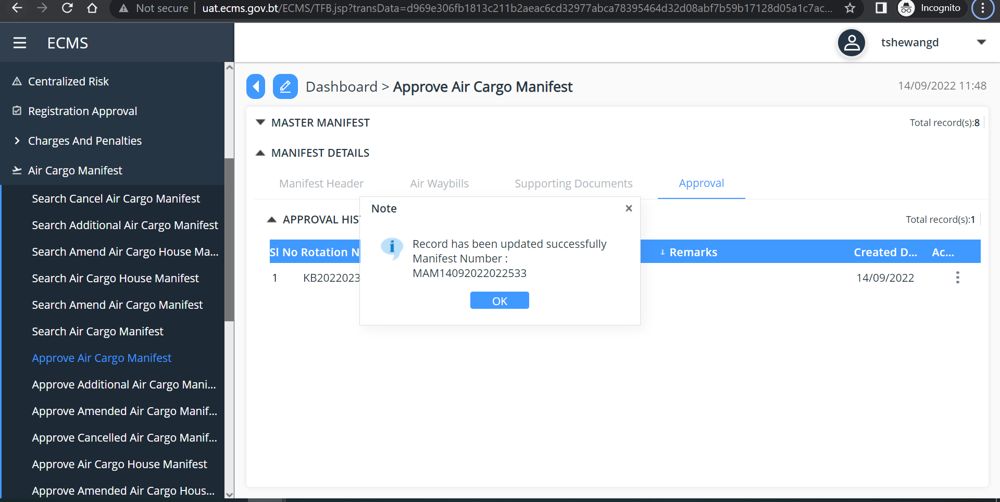 Not secure
uat.ecms.gov.bt/ECMS/TFB.jsp?transData=d969e306fb1813c211b2aeac6cd32977abca78395464d32d08abf7b59b17128d05a1c7ac...
Incognito
ECMS
tshewangd
Centralized Risk
Registration Approval
Charges And Penalties
Air Cargo Manifest
Search Cancel Air Cargo Manifest
Search Additional Air Cargo Manifest
Search Amend Air Cargo House Ma...
Search Air Cargo House Manifest
Search Amend Air Cargo Manifest
Search Air Cargo Manifest
Approve Air Cargo Manifest
Approve Additional Air Cargo Mani...
Approve Amended Air Cargo Manif...
Approve Cancelled Air Cargo Manif...
Approve Air Cargo House Manifest
Approve Amended Air Cargo Hous...
Dashboard > Approve Air Cargo Manifest
14/09/2022 11:48
MASTER MANIFEST
Total record(s):8
MANIFEST DETAILS
Manifest Header
Air Waybills
Supporting Documents
Approval
APPROVAL HIS
Total record(s):1
Sl No Rotation N
Remarks
Created D...
Ac...
1
KB2022023
14/09/2022
Note
Record has been updated successfully
Manifest Number :
MAM14092022022533
OK